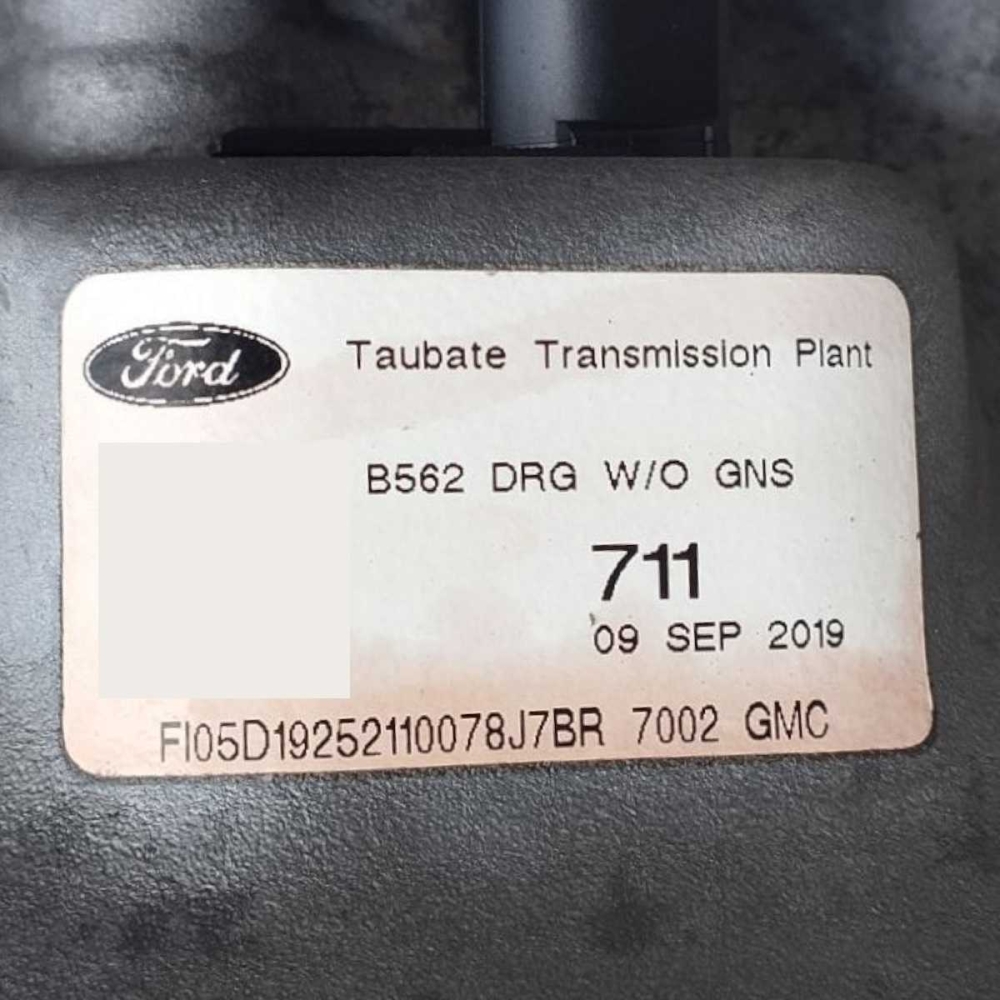 Ford
Taubate Transmission Plant
B562 DRG W/O GNS
711
09 SEP 2019
FI05D19252110078J7BR 7002 GMC